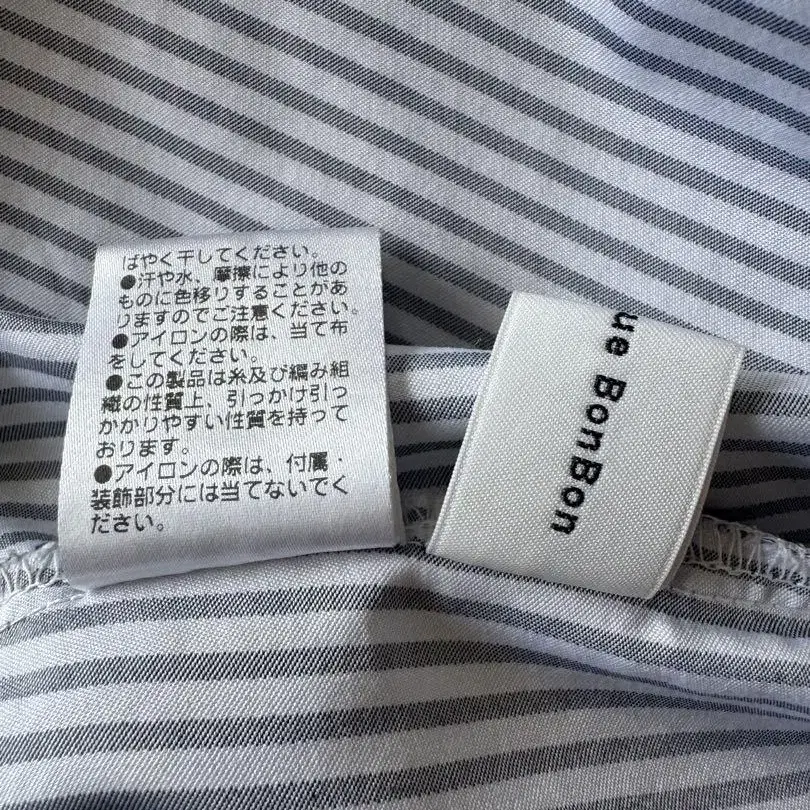 ばやく干してください。
●汗や水、摩擦により他の
ものに色移りすることがあ
りますのでご注意ください。
●アイロンの際は、当て布
をしてください。
●この製品は糸及び編み組
織の性質上、引っかけ引っ
かかりやすい性質を持って
おります。
●アイロンの際は、付属・
装飾部分には当てないでく
ださい。
ue BonBon